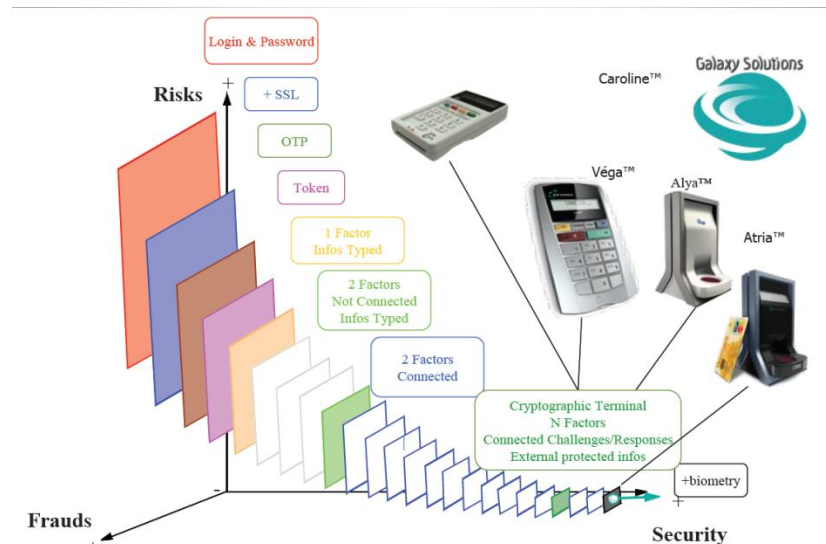 Login & Password
+
Risks
+ SSL
OTP
Token
1 Factor
Infos Typed
2 Factors
Not Connected
Infos Typed
2 Factors
Connected
Caroline™
Galaxy Solutions
Véga™
Alya™
Atria™
Cryptographic Terminal
N Factors
Connected Challenges/Responses
External protected infos
+biometry
-
+
Frauds
Security
+